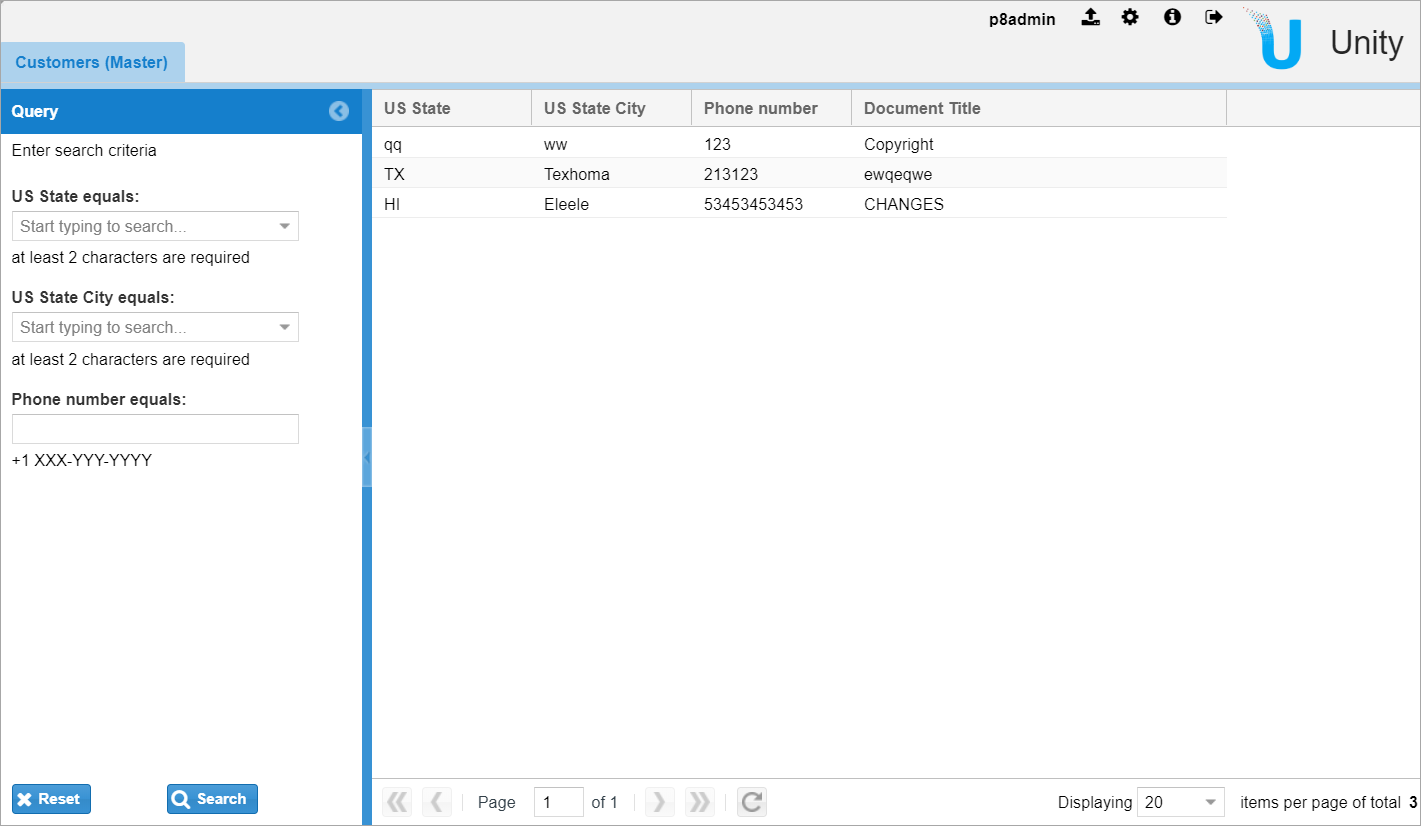 p8admin
Unity
Customers (Master)
Query
Enter search criteria
US State equals:
Start typing to search...
at least 2 characters are required
US State City equals:
Start typing to search...
at least 2 characters are required
Phone number equals:
+1 XXX-YYY-YYYY
Reset Search
US State US State City Phone number Document Title
qq ww 123 Copyright
TX Texhoma 213123 ewqeqwe
HI Eleele 53453453453 CHANGES
Page 1 of 1 Displaying 20 items per page of total 3